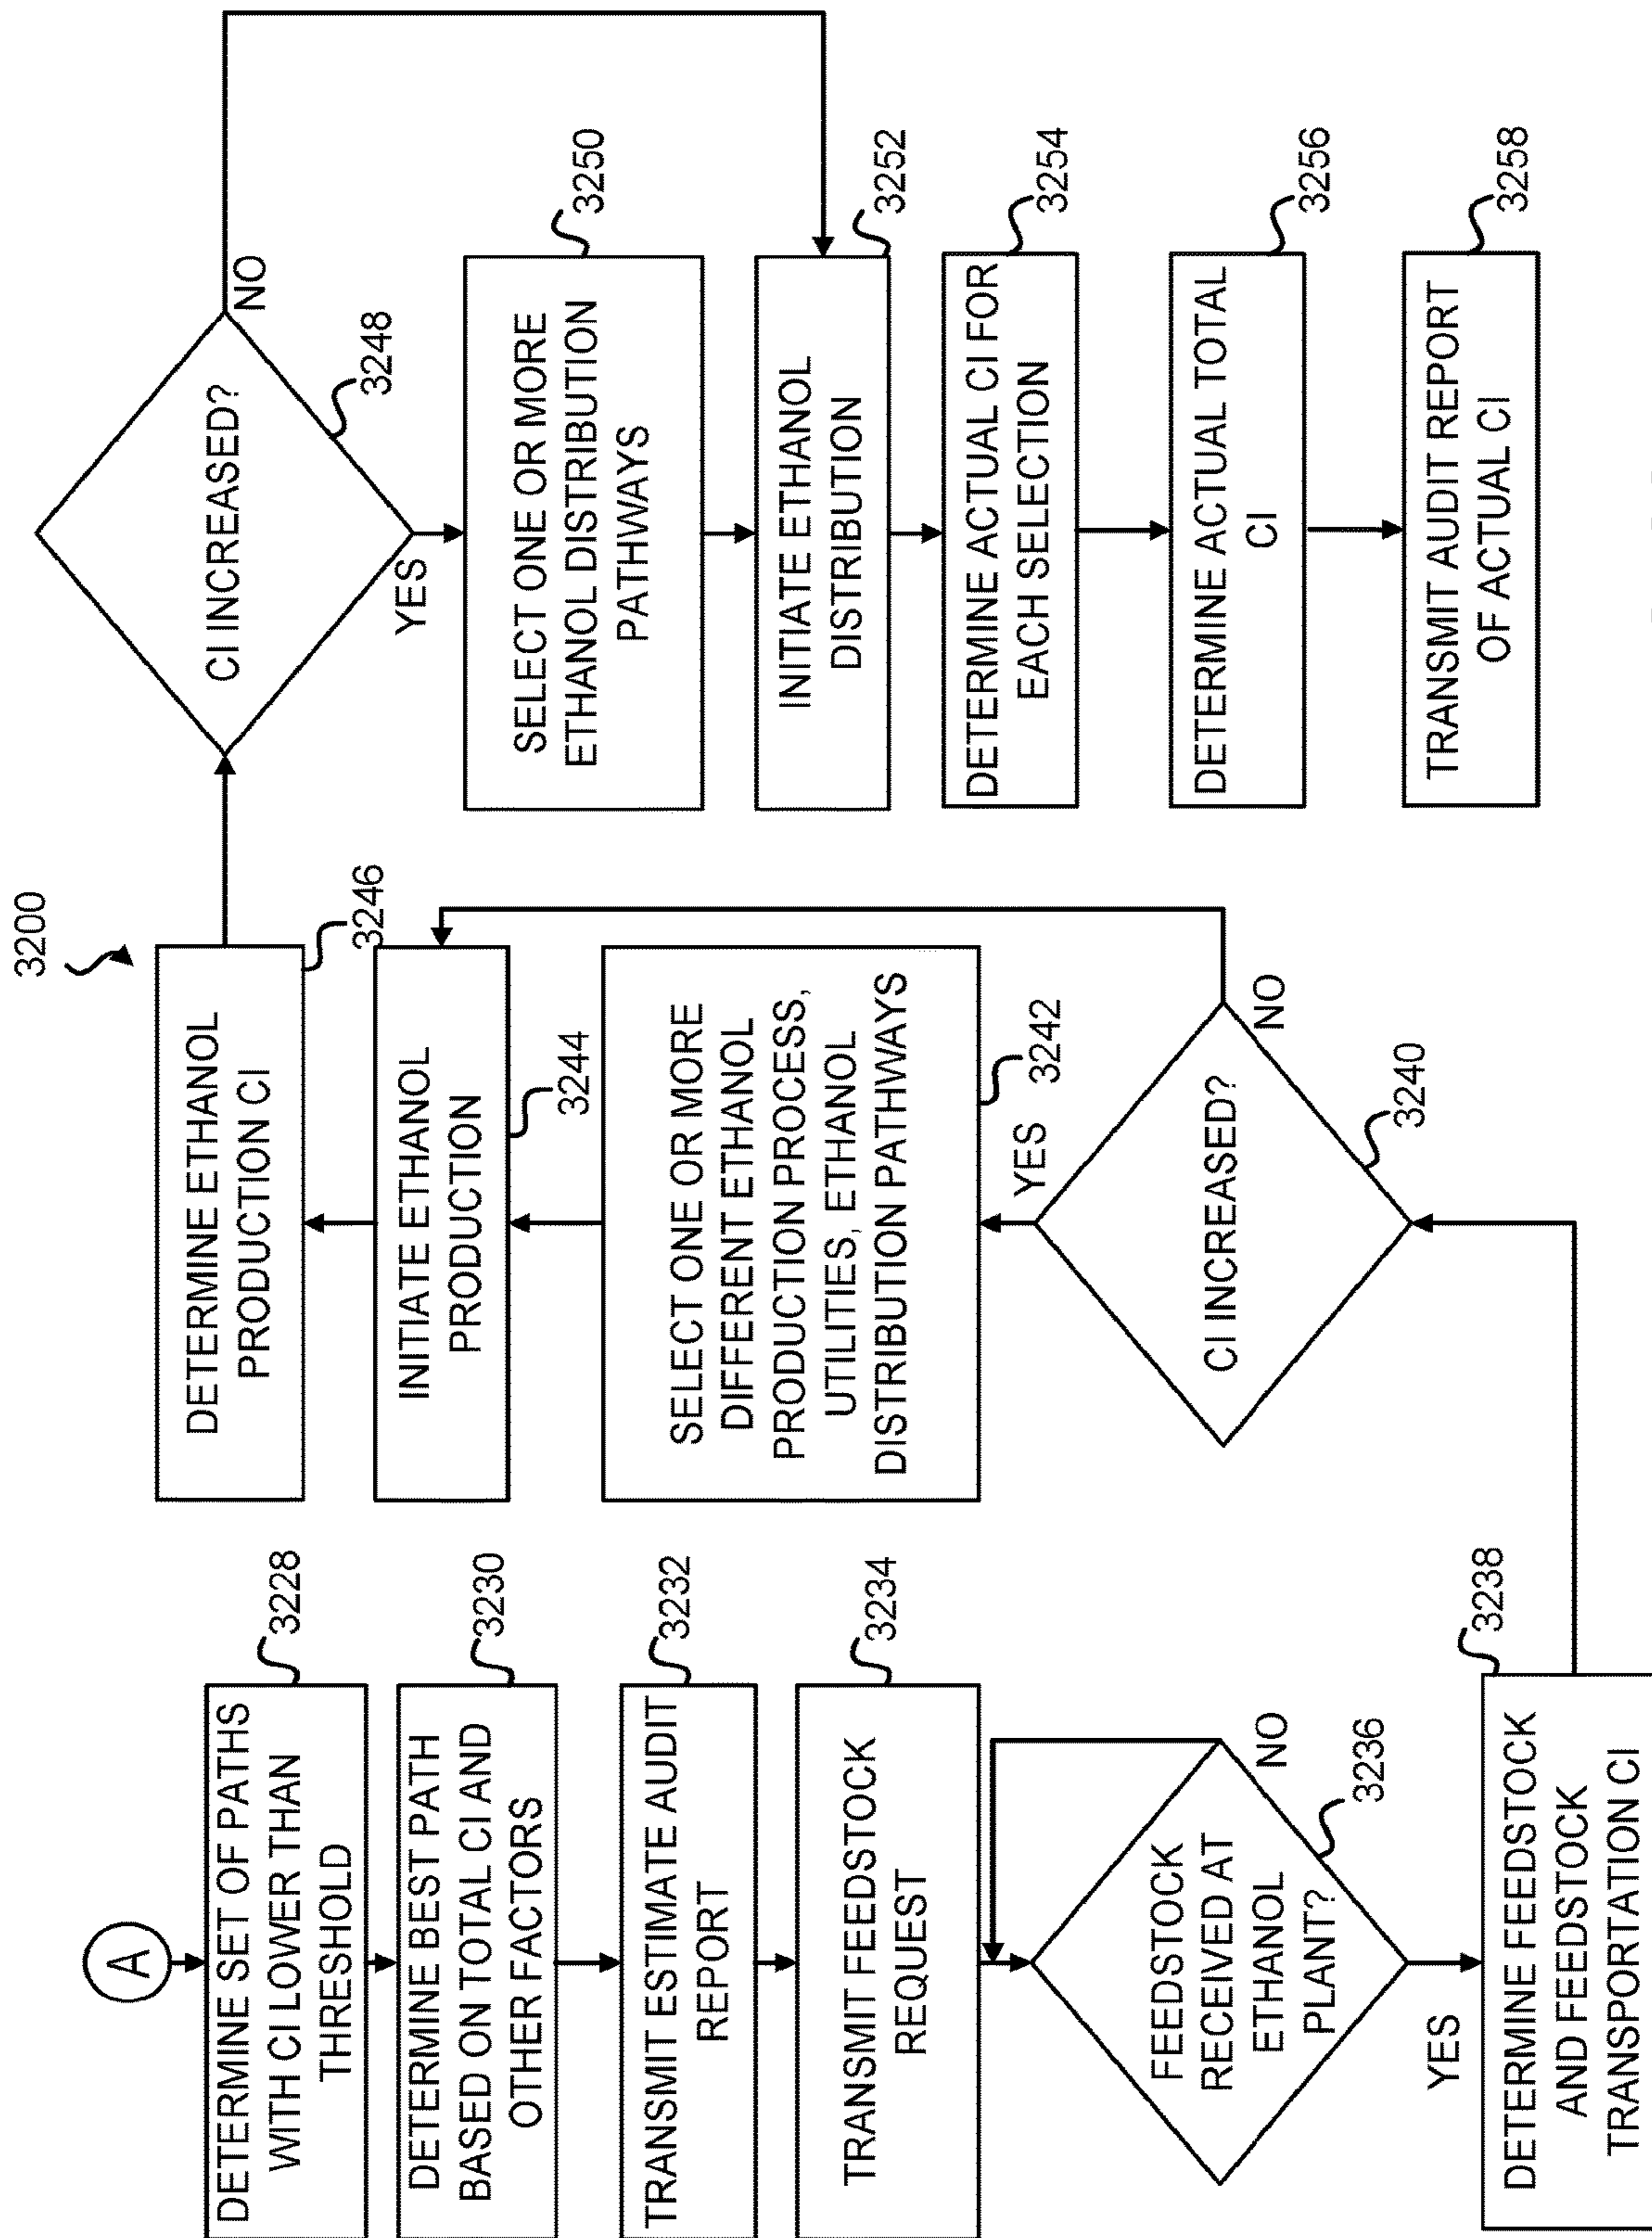 3200
A
DETERMINE SET OF PATHS
WITH CI LOWER THAN
THRESHOLD
3228
DETERMINE BEST PATH
BASED ON TOTAL CI AND
OTHER FACTORS
3230
TRANSMIT ESTIMATE AUDIT
REPORT
3232
TRANSMIT FEEDSTOCK
REQUEST
3234
FEEDSTOCK
RECEIVED AT
ETHANOL
PLANT?
3236
NO
YES
DETERMINE FEEDSTOCK
AND FEEDSTOCK
TRANSPORTATION CI
3238
CI INCREASED?
3240
NO
YES
SELECT ONE OR MORE
DIFFERENT ETHANOL
PRODUCTION PROCESS,
UTILITIES, ETHANOL
DISTRIBUTION PATHWAYS
3242
INITIATE ETHANOL
PRODUCTION
3244
DETERMINE ETHANOL
PRODUCTION CI
3246
CI INCREASED?
3248
NO
YES
SELECT ONE OR MORE
ETHANOL DISTRIBUTION
PATHWAYS
3250
INITIATE ETHANOL
DISTRIBUTION
3252
DETERMINE ACTUAL CI FOR
EACH SELECTION
3254
DETERMINE ACTUAL TOTAL
CI
3256
TRANSMIT AUDIT REPORT
OF ACTUAL CI
3258